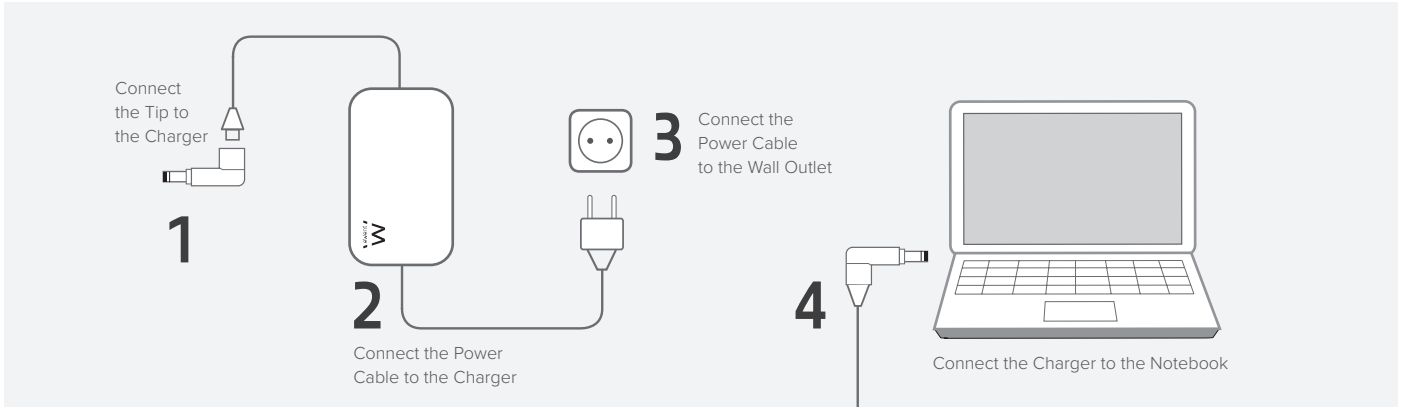 Connect
the Tip to
the Charger
1
ewent
2
Connect the Power
Cable to the Charger
3
Connect the
Power Cable
to the Wall Outlet
4
Connect the Charger to the Notebook